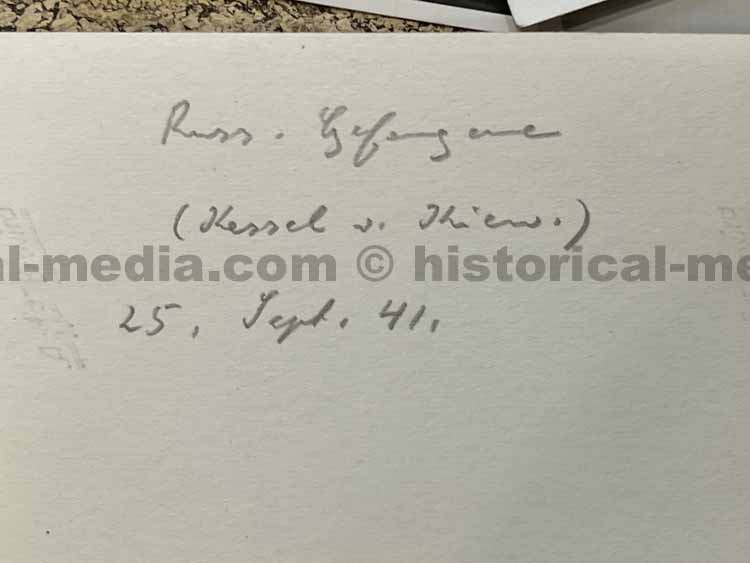 Russ. Gefangene
(Kessel v. Kiew.)
al-media.com © historical-me
25. Sept. 41.